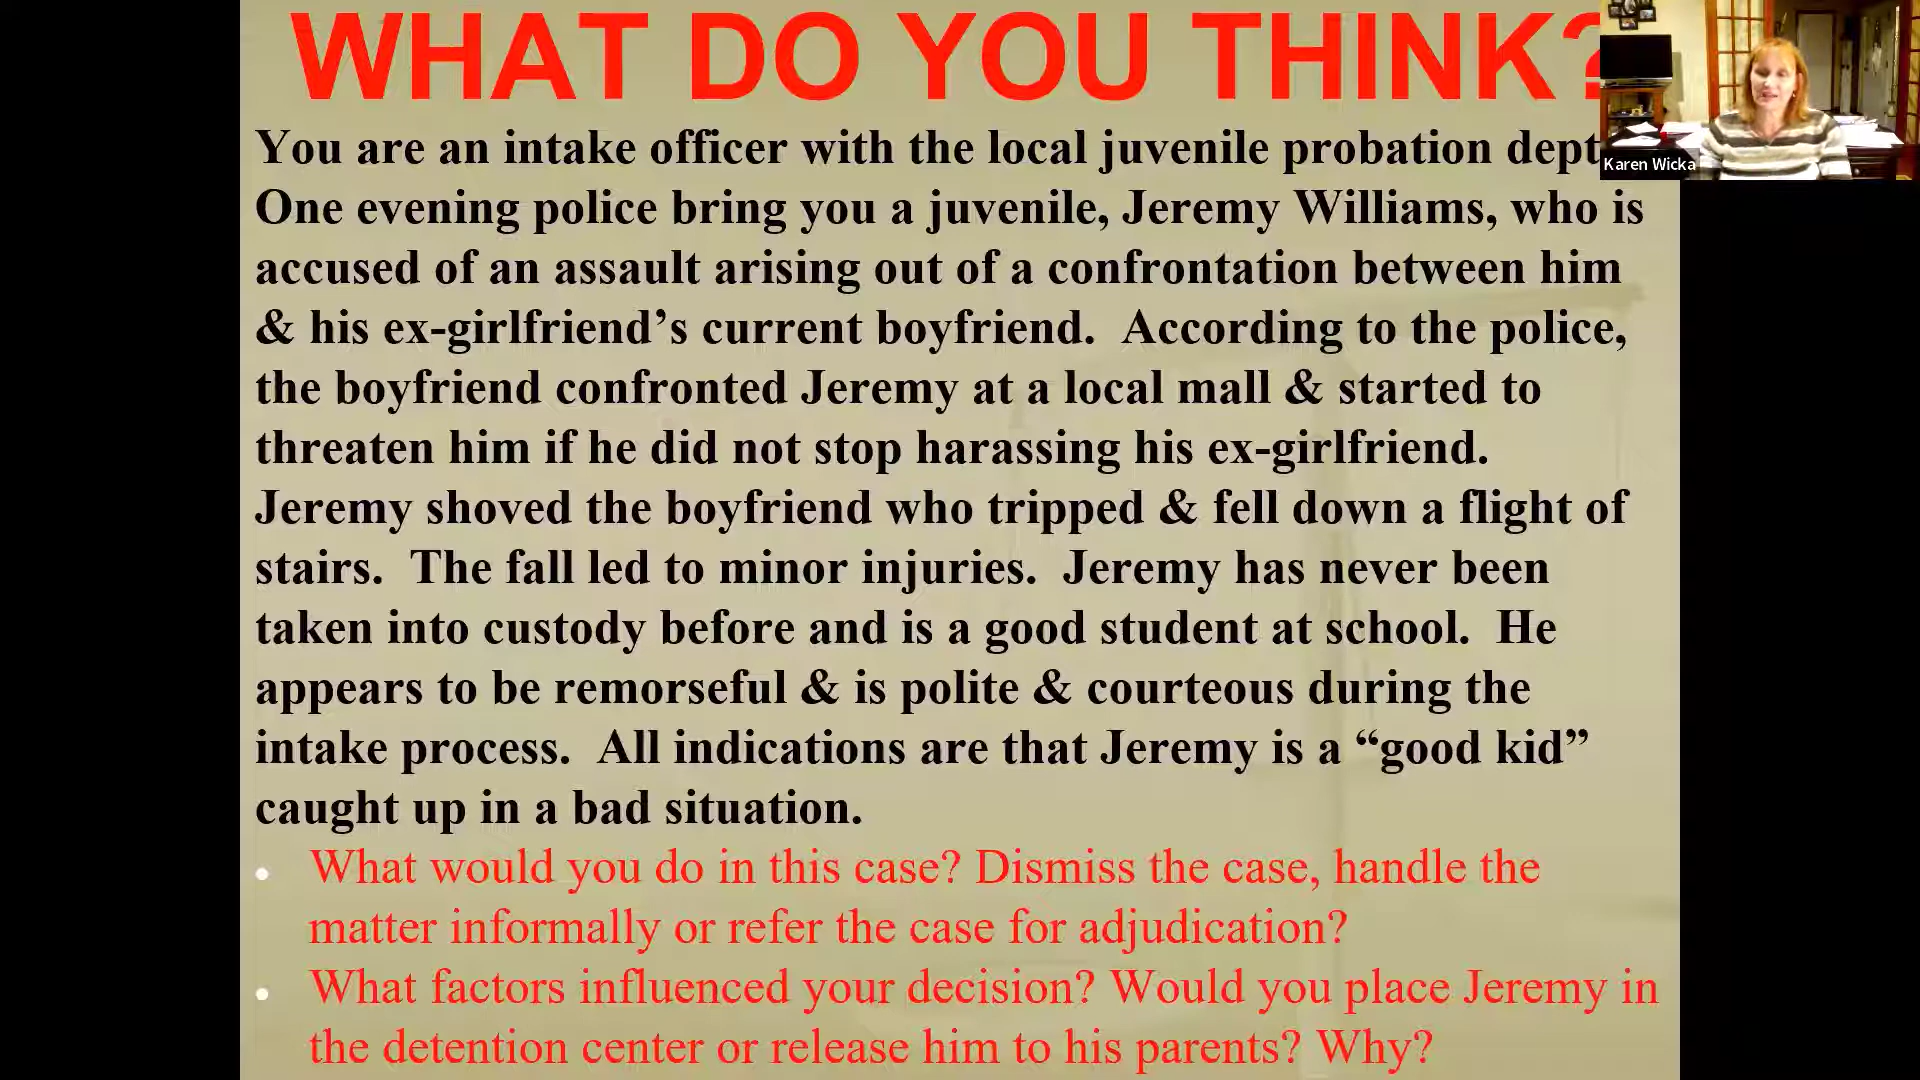 WHAT DO YOU THINK?
You are an intake officer with the local juvenile probation dept
One evening police bring you a juvenile, Jeremy Williams, who is
accused of an assault arising out of a confrontation between him
& his ex-girlfriend’s current boyfriend.  According to the police,
the boyfriend confronted Jeremy at a local mall & started to
threaten him if he did not stop harassing his ex-girlfriend.
Jeremy shoved the boyfriend who tripped & fell down a flight of
stairs.  The fall led to minor injuries.  Jeremy has never been
taken into custody before and is a good student at school.  He
appears to be remorseful & is polite & courteous during the
intake process.  All indications are that Jeremy is a “good kid”
caught up in a bad situation.
• What would you do in this case? Dismiss the case, handle the
matter informally or refer the case for adjudication?
• What factors influenced your decision? Would you place Jeremy in
the detention center or release him to his parents? Why?
Karen Wicka